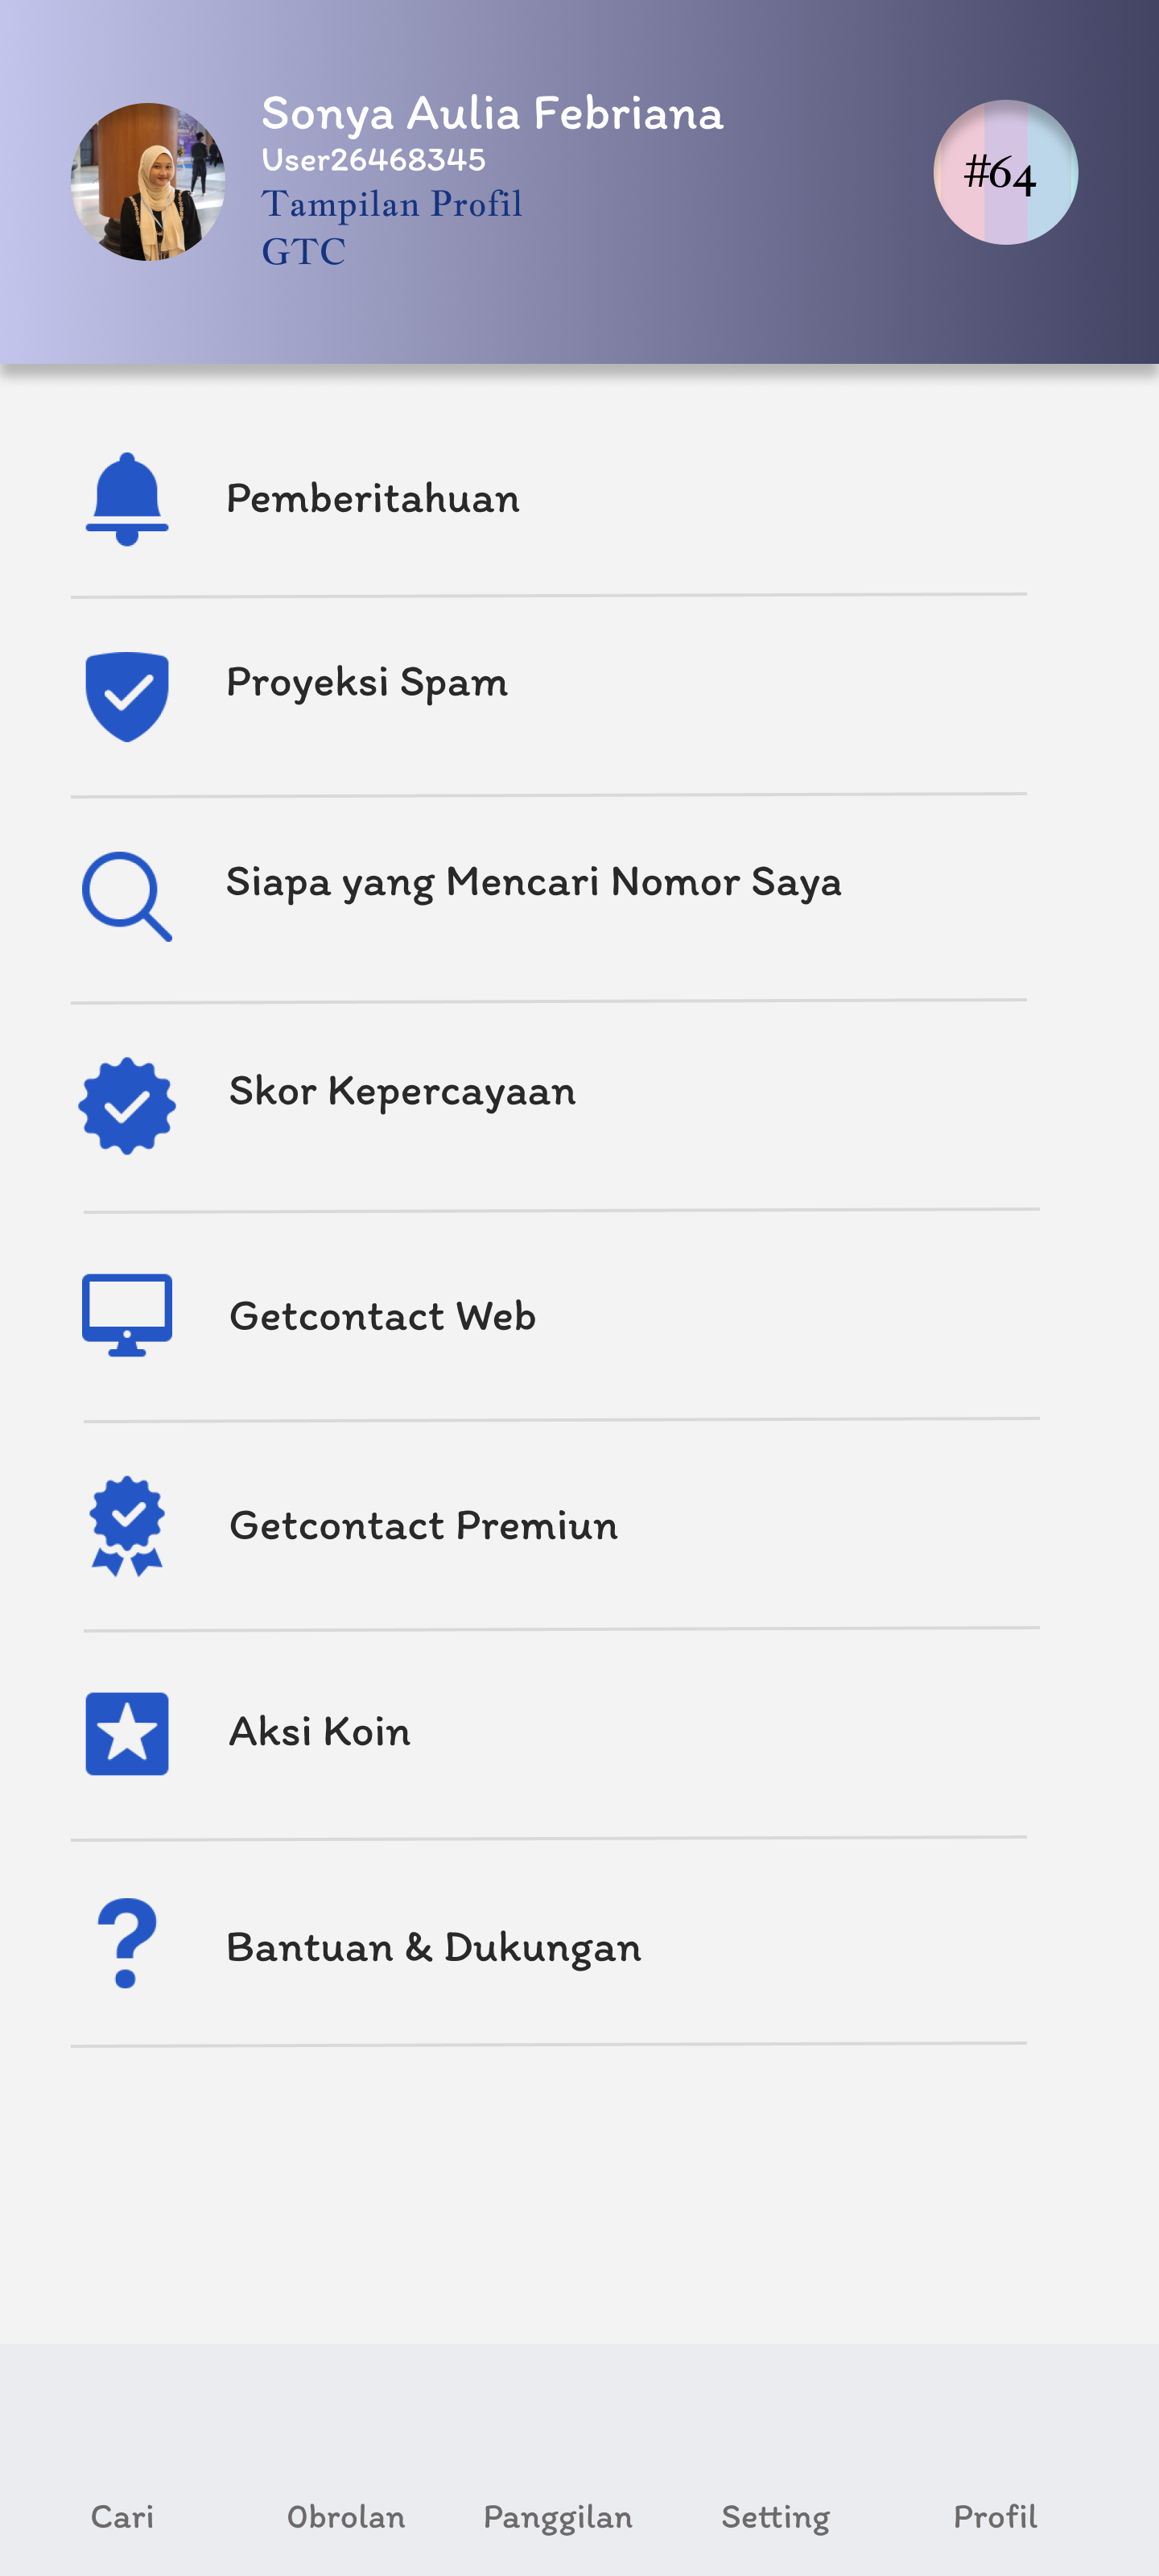 Sonya Aulia Febriana
User26468345
Tampilan Profil
GTC
#64
Pemberitahuan
Proyeksi Spam
Siapa yang Mencari Nomor Saya
Skor Kepercayaan
Getcontact Web
Getcontact Premiun
Aksi Koin
Bantuan & Dukungan
Cari
Obrolan
Panggilan
Setting
Profil